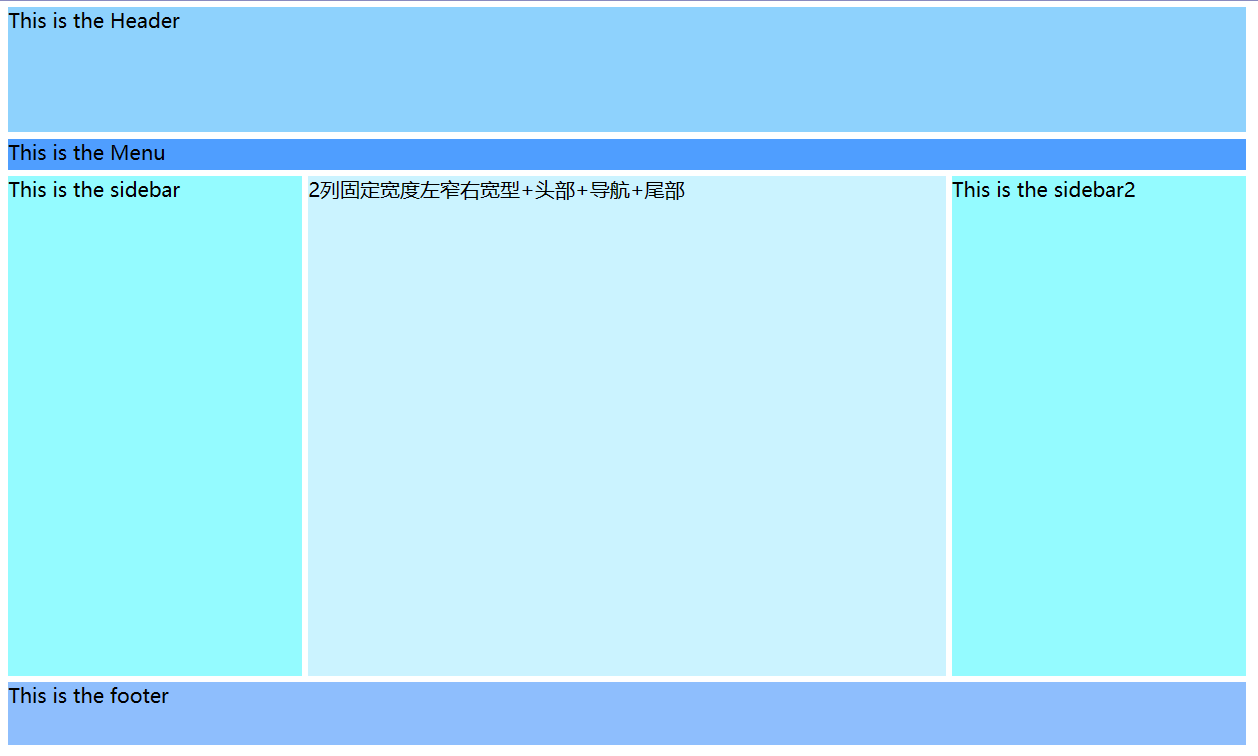 This is the Header
This is the Menu
This is the sidebar
2列固定宽度左窄右宽型+头部+导航+尾部
This is the sidebar2
This is the footer